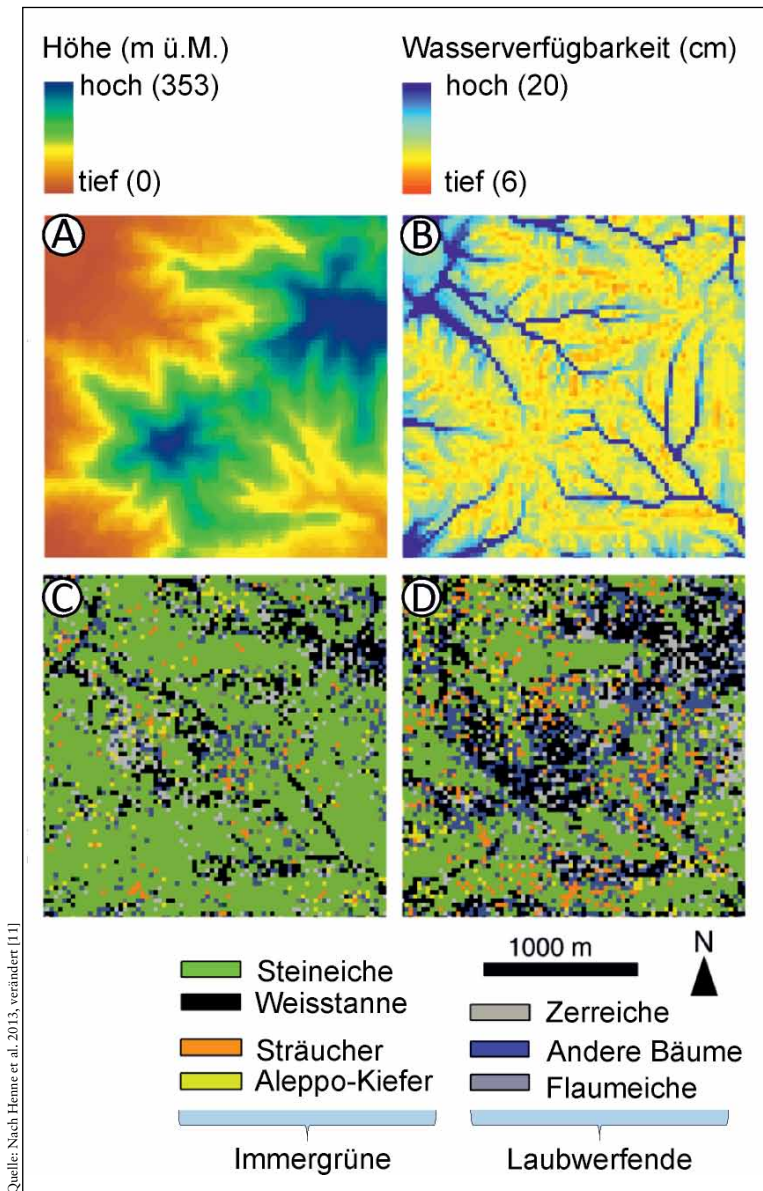 Höhe (m ü.M.)
hoch (353)
tief (0)
Wasserverfügbarkeit (cm)
hoch (20)
tief (6)
A
B
C
D
1000 m
N
Steineiche
Weisstanne
Sträucher
Aleppo-Kiefer
Immergrüne
Zerreiche
Andere Bäume
Flaumeiche
Laubwerfende
Quelle: Nach Henne et al. 2013, verändert [11]